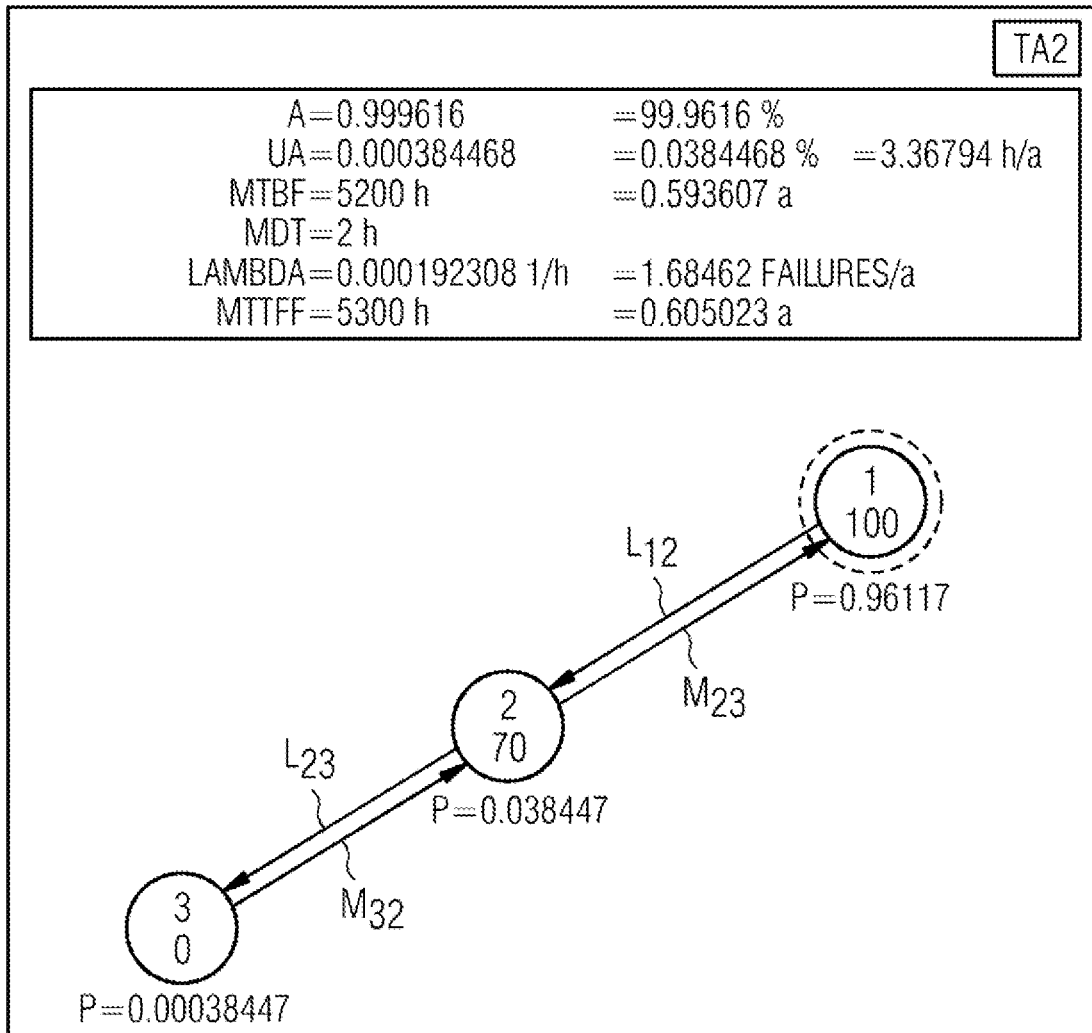 TA2
A=0.999616 =99.9616 %
UA=0.000384468 =0.0384468 % =3.36794 h/a
MTBF=5200 h =0.593607 a
MDT=2 h
LAMBDA=0.000192308 1/h =1.68462 FAILURES/a
MTTFF=5300 h =0.605023 a
1
100
P=0.96117
L12
M23
2
70
P=0.038447
L23
M32
3
0
P=0.00038447